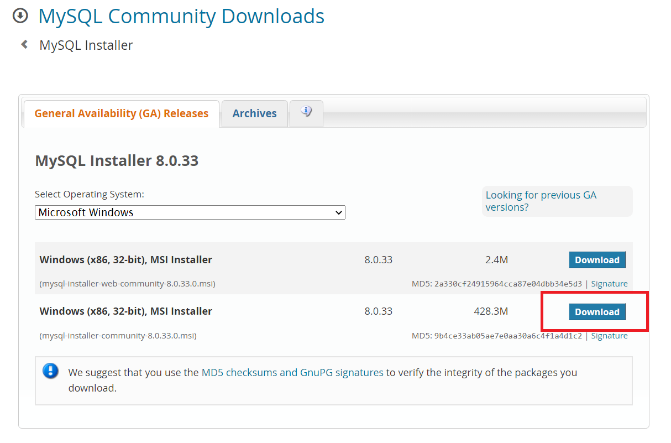 MySQL Community Downloads
MySQL Installer
General Availability (GA) Releases
Archives
MySQL Installer 8.0.33
Select Operating System:
Microsoft Windows
Looking for previous GA
versions?
Windows (x86, 32-bit), MSI Installer 8.0.33 2.4M Download
(mysql-installer-web-community-8.0.33.0.msi) MD5: 2a330cf24915964cca87e04dbb34e5d3 | Signature
Windows (x86, 32-bit), MSI Installer 8.0.33 428.3M Download
(mysql-installer-community-8.0.33.0.msi) MD5: 9b4ce33ab05ae7e0aa30a6c4f1a4d1c2 | Signature
We suggest that you use the MD5 checksums and GnuPG signatures to verify the integrity of the packages you
download.